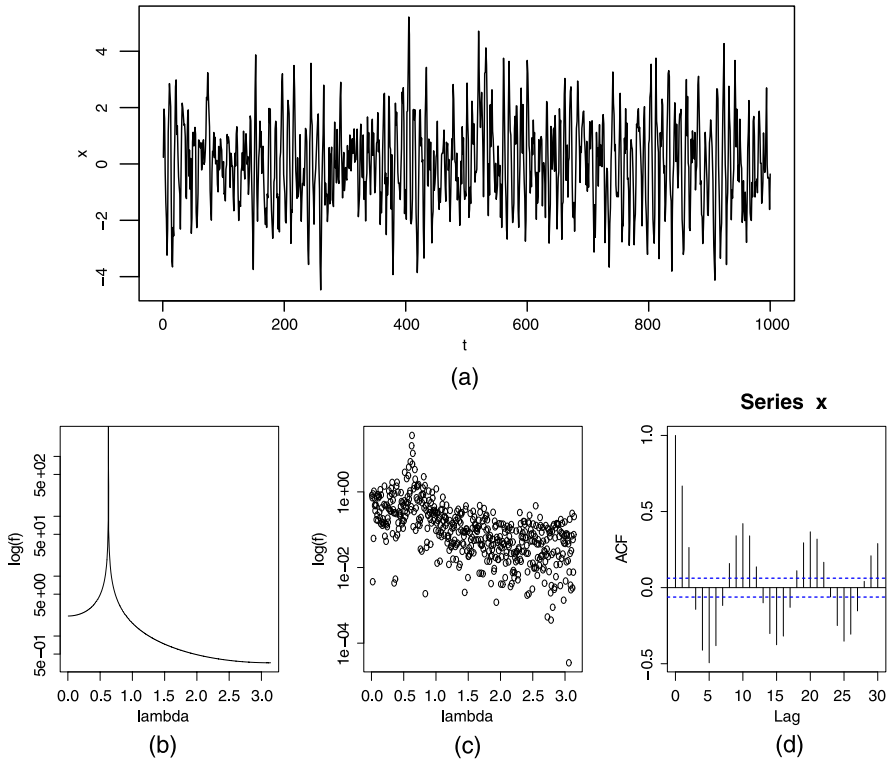 4
2
0
−2
−4
x
0 200 400 600 800 1000
t
(a)
5e+02
5e+01
5e+00
5e−01
log(f)
0.0 0.5 1.0 1.5 2.0 2.5 3.0
lambda
(b)
1e+00
1e−02
1e−04
log(f)
0.0 0.5 1.0 1.5 2.0 2.5 3.0
lambda
(c)
Series x
1.0
0.5
0.0
−0.5
ACF
0 5 10 15 20 25 30
Lag
(d)